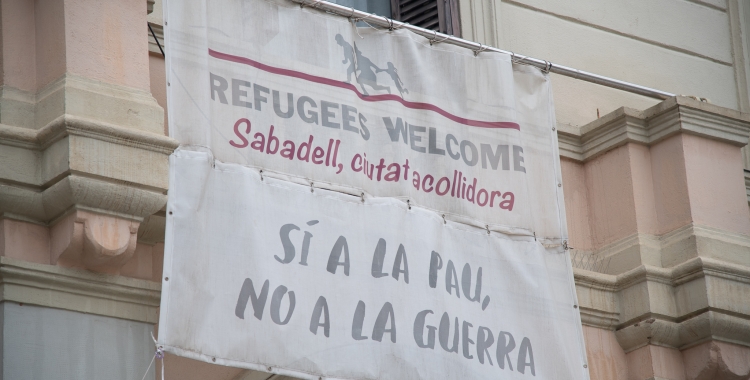 REFUGEES WELCOME
Sabadell, ciutat acollidora
SÍ A LA PAU,
NO A LA GUERRA